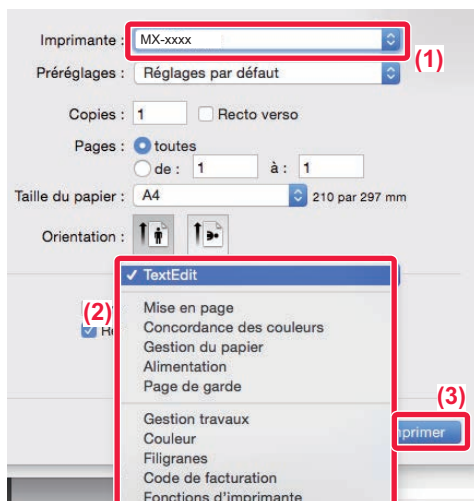 Imprimante : MX-xxxx
(1)
Préréglages : Réglages par défaut
Copies : 1 Recto verso
Pages : toutes
de : 1 à : 1
Taille du papier : A4 210 par 297 mm
Orientation :
✓ TextEdit
(2)
Mise en page
Concordance des couleurs
Gestion du papier
Alimentation
Page de garde
(3)
Gestion travaux
Couleur
Filigranes
Code de facturation
Fonctions d'imprimante